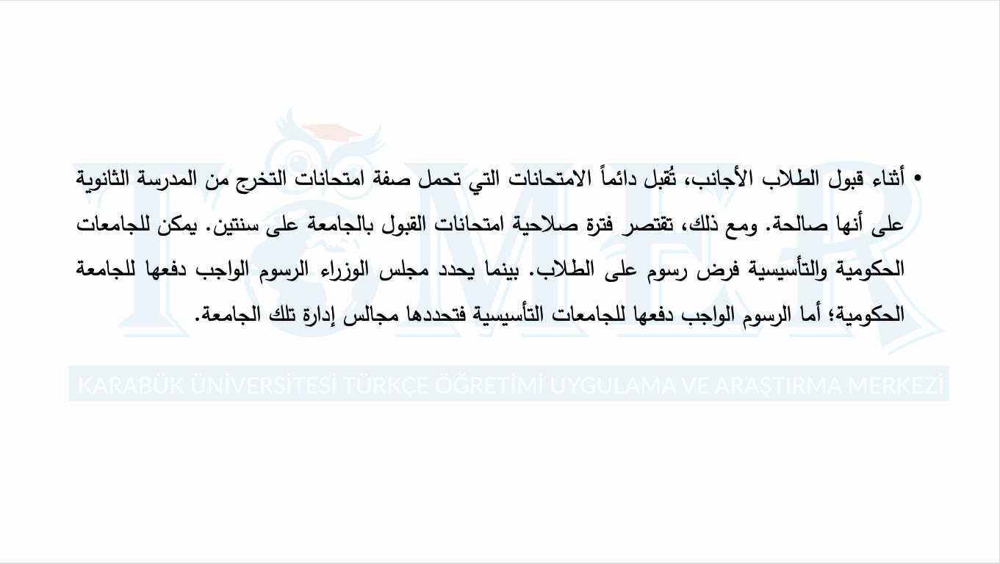 • أثناء قبول الطلاب الأجانب، تُقبل دائماً الامتحانات التي تحمل صفة امتحانات التخرج من المدرسة الثانوية
على أنها صالحة. ومع ذلك، تقتصر فترة صلاحية امتحانات القبول بالجامعة على سنتين. يمكن للجامعات
الحكومية والتأسيسية فرض رسوم على الطلاب. بينما يحدد مجلس الوزراء الرسوم الواجب دفعها للجامعة
الحكومية؛ أما الرسوم الواجب دفعها للجامعات التأسيسية فتحددها مجالس إدارة تلك الجامعة.
TÖMER
KARABÜK ÜNİVERSİTESİ TÜRKÇE ÖĞRETİMİ UYGULAMA VE ARAŞTIRMA MERKEZİ